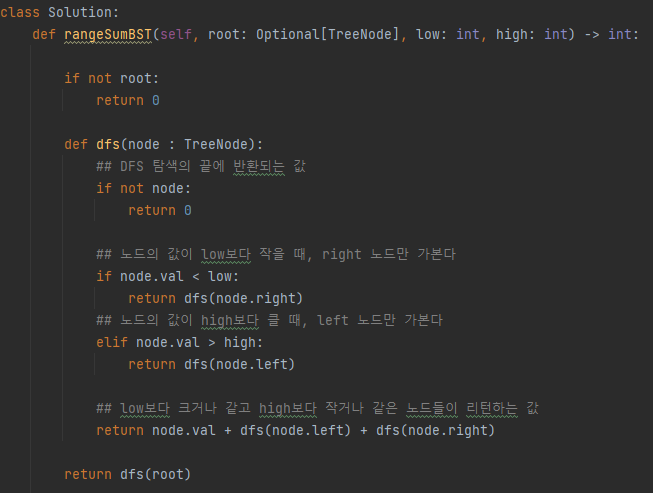 class Solution:
def rangeSumBST(self, root: Optional[TreeNode], low: int, high: int) -> int:
if not root:
return 0
def dfs(node : TreeNode):
## DFS 탐색의 끝에 반환되는 값
if not node:
return 0
## 노드의 값이 low보다 작을 때, right 노드만 가본다
if node.val < low:
return dfs(node.right)
## 노드의 값이 high보다 클 때, left 노드만 가본다
elif node.val > high:
return dfs(node.left)
## low보다 크거나 같고 high보다 작거나 같은 노드들이 리턴하는 값
return node.val + dfs(node.left) + dfs(node.right)
return dfs(root)